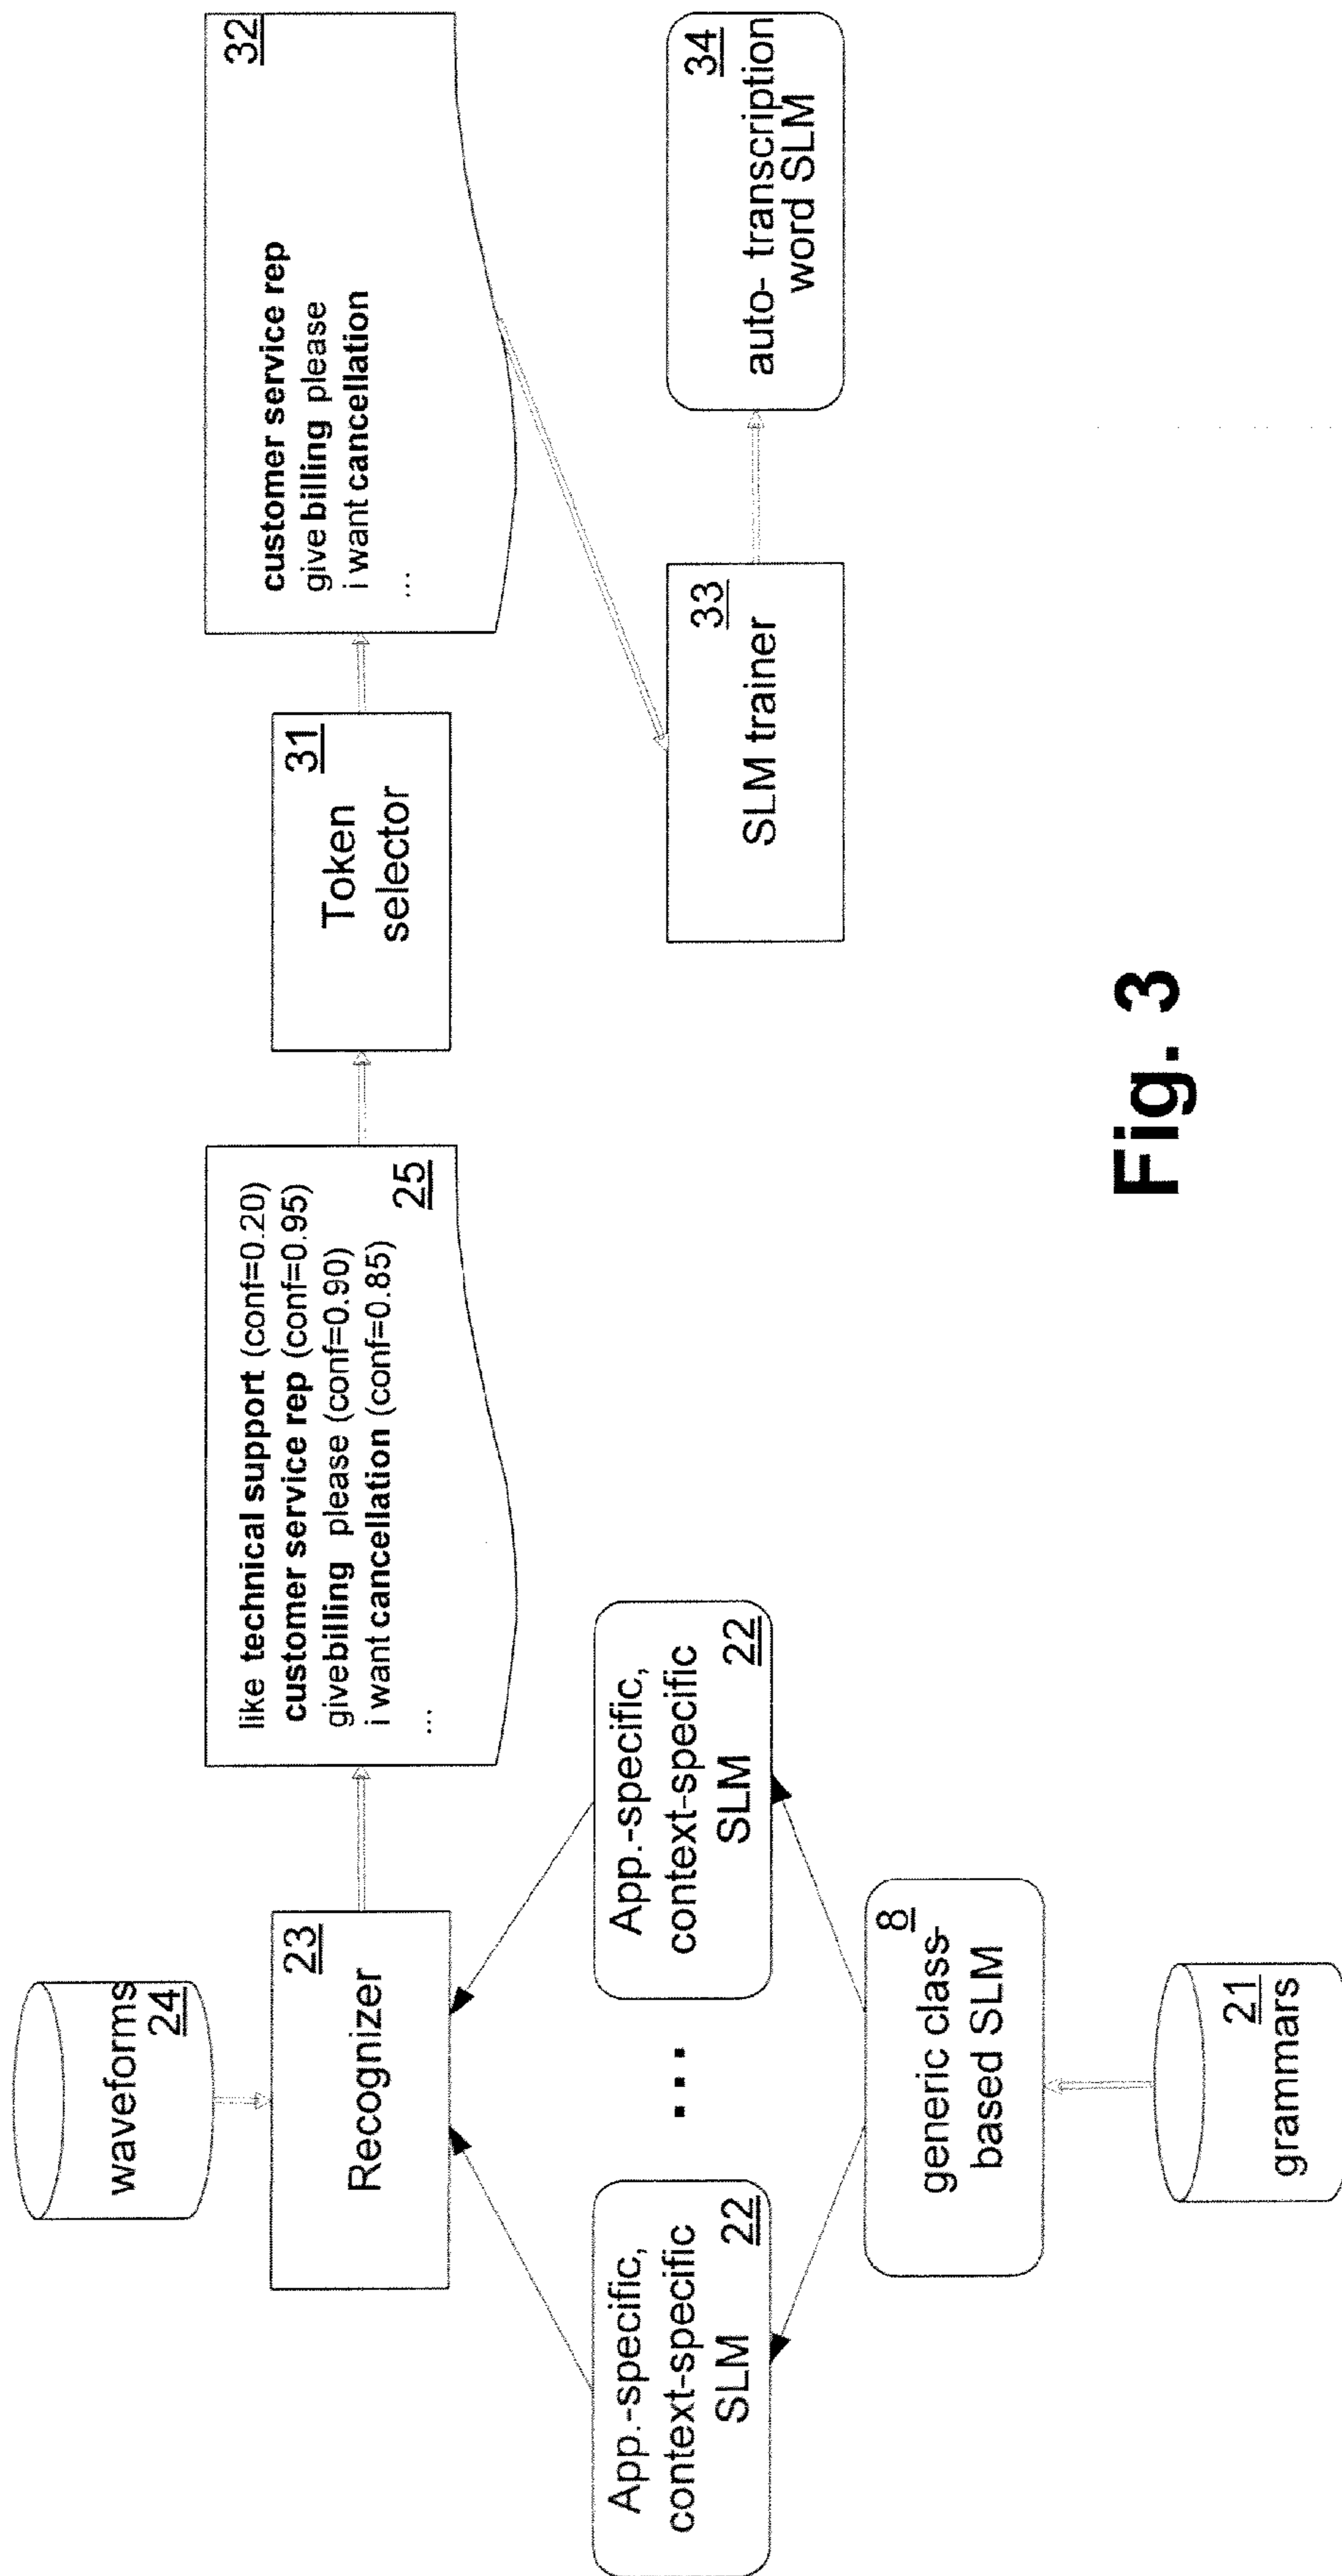 waveforms
24
23
Recognizer
App.-specific,
context-specific
SLM 22
...
App.-specific,
context-specific
SLM 22
8
generic class-
based SLM
21
grammars
like technical support (conf=0.20)
customer service rep (conf=0.95)
givebilling please (conf=0.90)
i want cancellation (conf=0.85)
...
25
31
Token
selector
32
customer service rep
give billing please
i want cancellation
...
33
SLM trainer
34
auto- transcription
word SLM
Fig. 3